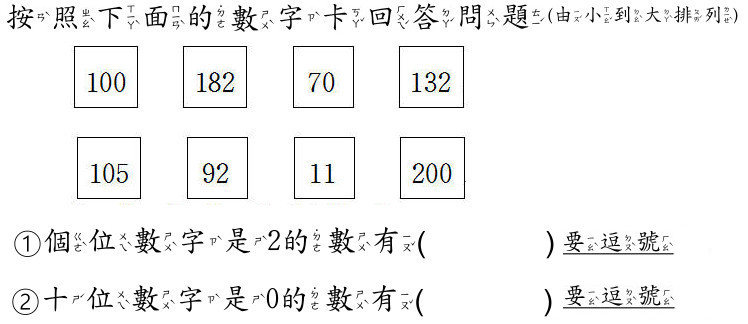 按照下面的數字卡回答問題(由小到大排列)
100 182 70 132
105 92 11 200
①個位數字是2的數有( )要逗號
②十位數字是0的數有( )要逗號